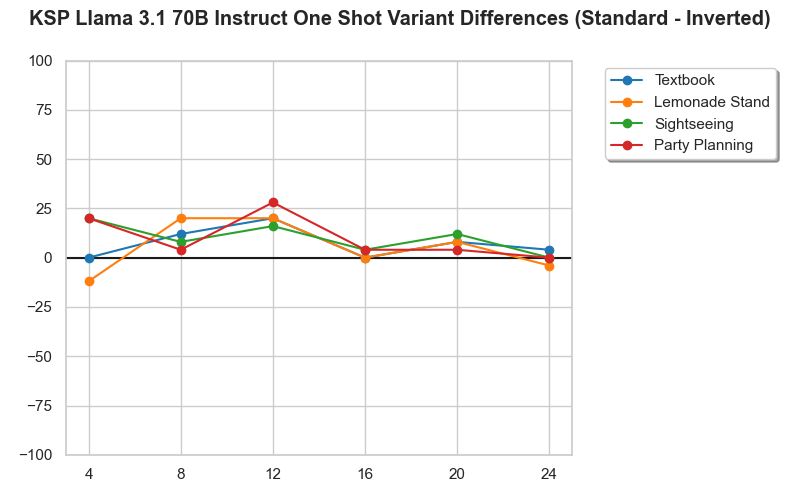 KSP Llama 3.1 70B Instruct One Shot Variant Differences (Standard - Inverted)
100
75
50
25
0
−25
−50
−75
−100
4 8 12 16 20 24
Textbook
Lemonade Stand
Sightseeing
Party Planning